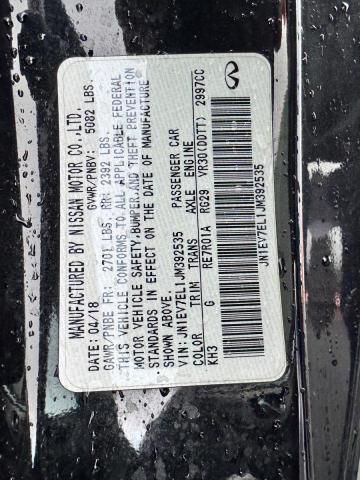 MANUFACTURED BY NISSAN MOTOR CO.,LTD.
DATE: 04/18 GVWR/PNBV: 5082 LBS.
GAWR/PNBE FR: 2701 LBS. RR: 2392 LBS.
THIS VEHICLE CONFORMS TO ALL APPLICABLE FEDERAL
MOTOR VEHICLE SAFETY,BUMPER,AND THEFT PREVENTION
STANDARDS IN EFFECT ON THE DATE OF MANUFACTURE
SHOWN ABOVE.
VIN: JN1EV7EL1JM392535 PASSENGER CAR
COLOR TRIM TRANS AXLE ENGINE
KH3 G RE7R01A RG29 VR30(DDTT) 2997CC
JN1EV7EL1JM392535